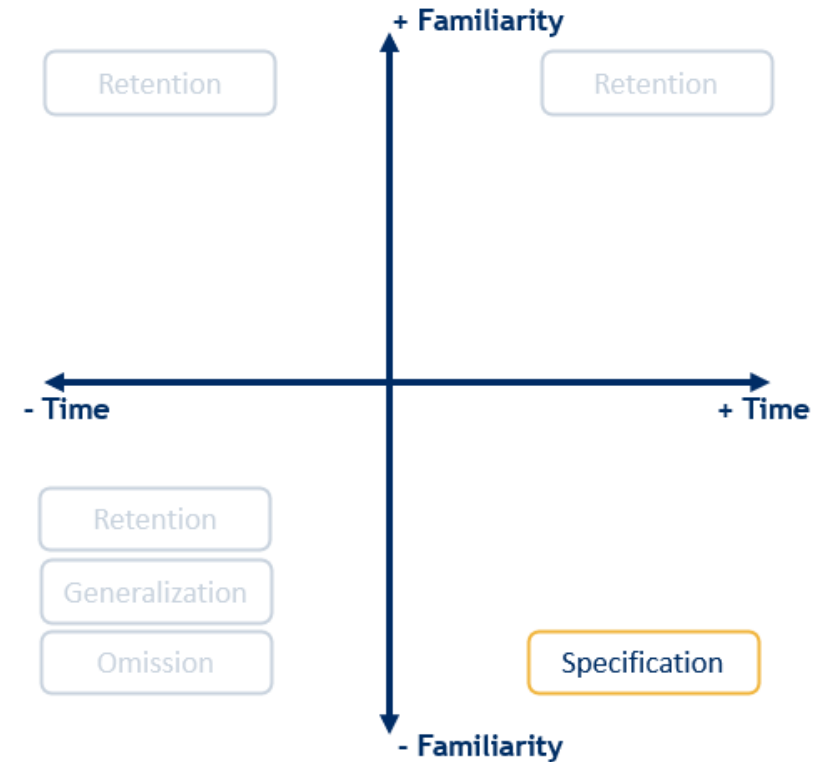 + Familiarity
Retention
Retention
- Time
+ Time
Retention
Generalization
Omission
Specification
- Familiarity